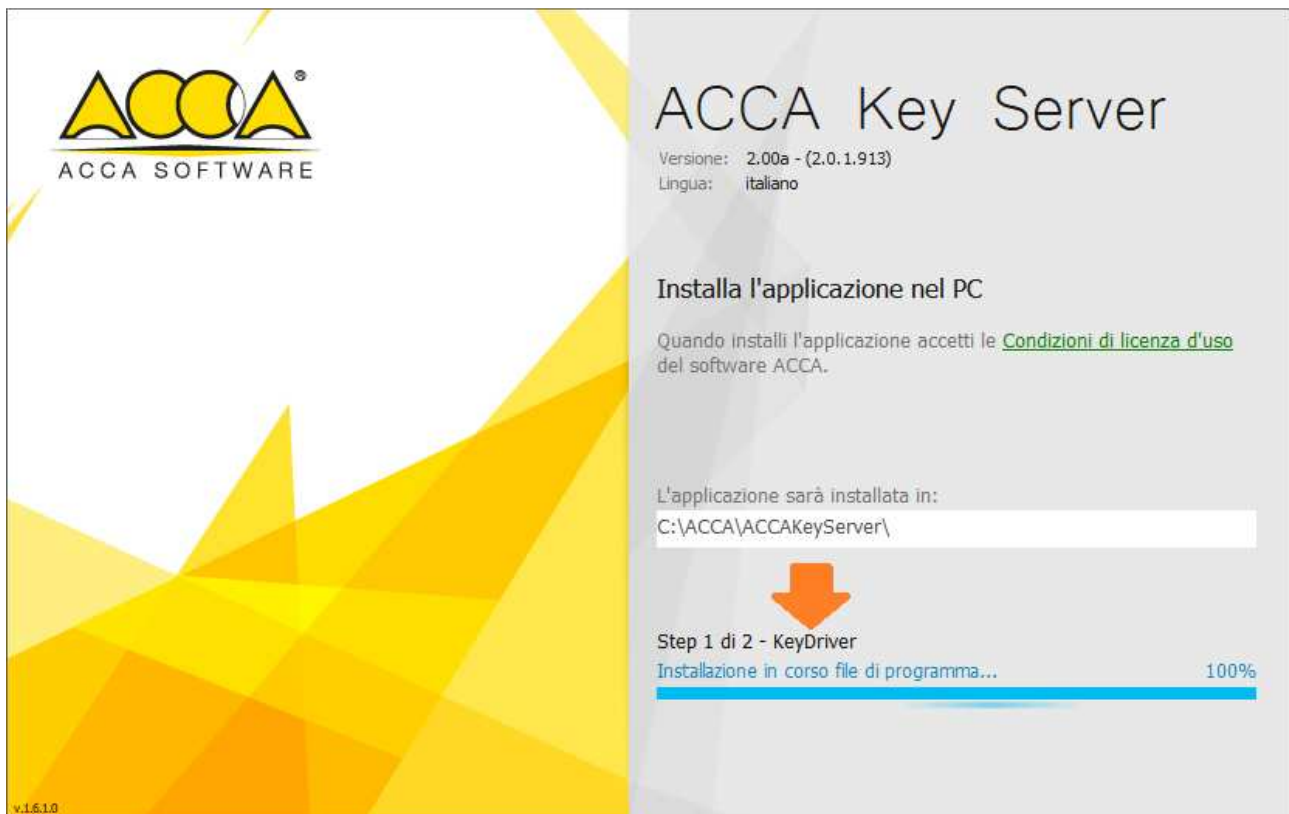 ACCA®
ACCA SOFTWARE
ACCA Key Server
Versione: 2.00a - (2.0.1.913)
Lingua: italiano
Installa l'applicazione nel PC
Quando installi l'applicazione accetti le Condizioni di licenza d'uso
del software ACCA.
L'applicazione sarà installata in:
C:\ACCA\ACCAKeyServer\
Step 1 di 2 - KeyDriver
Installazione in corso file di programma... 100%
v.1.6.1.0